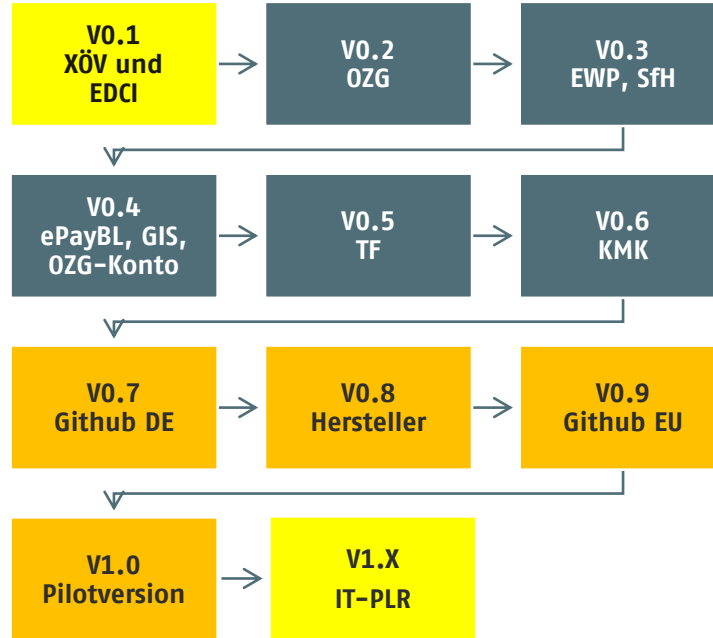 V0.1
XÖV und
EDCI
V0.2
OZG
V0.3
EWP, SfH
V0.4
ePayBL, GIS,
OZG-Konto
V0.5
TF
V0.6
KMK
V0.7
Github DE
V0.8
Hersteller
V0.9
Github EU
V1.0
Pilotversion
V1.X
IT-PLR